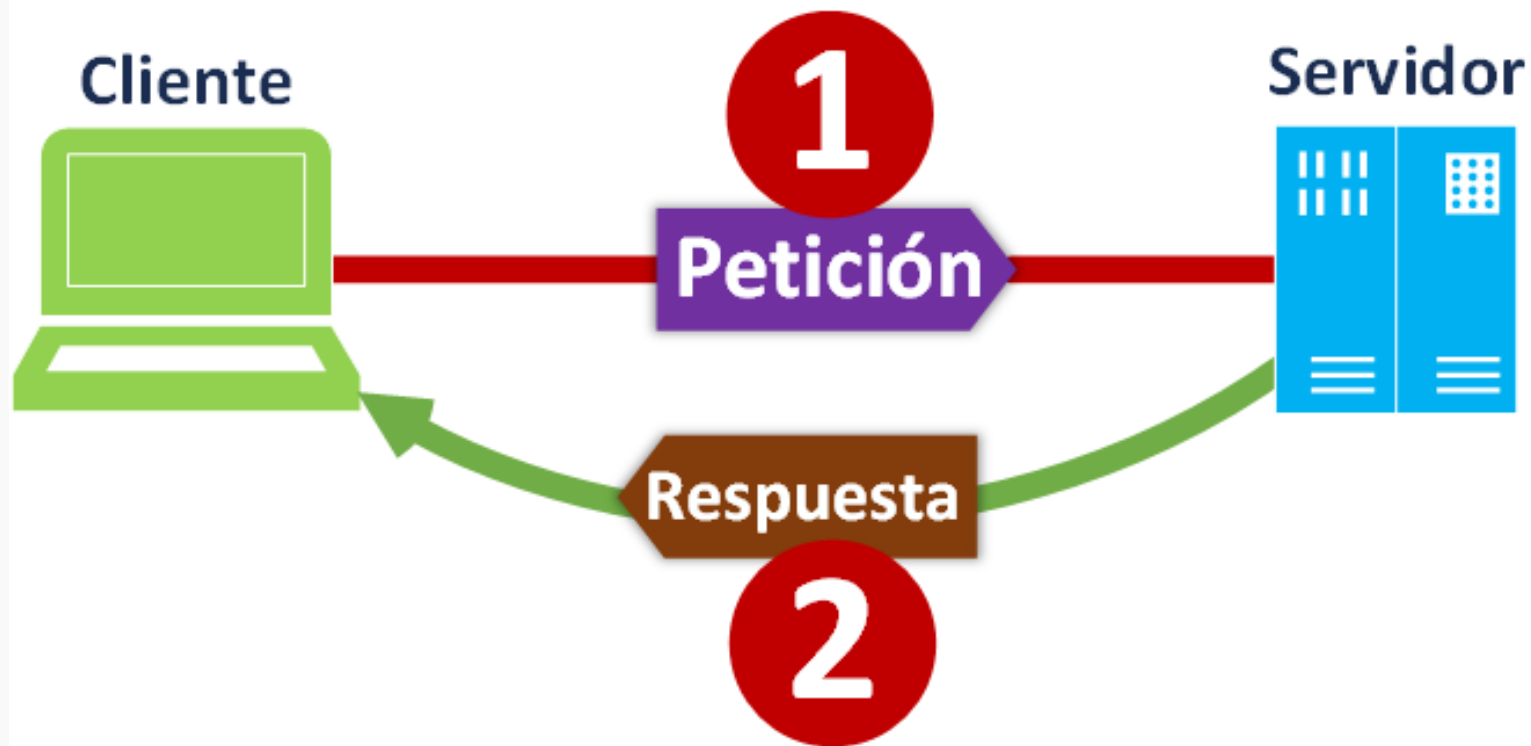 Cliente
1
Servidor
Petición
Respuesta
2